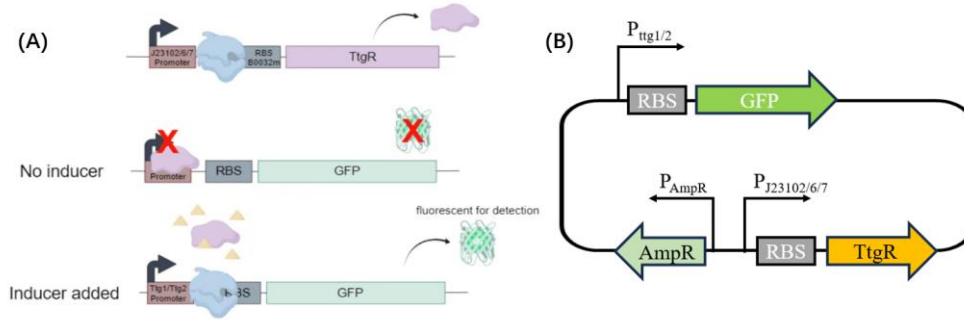 (A)
J23102/6/7
Promoter
RBS
B0032m
TtgR
No inducer
X
X
Promoter
RBS
GFP
fluorescent for detection
Inducer added
Ttg1/Ttg2
Promoter
RBS
GFP
(B)
Pttg1/2
RBS
GFP
PAmpR
PJ23102/6/7
AmpR
RBS
TtgR